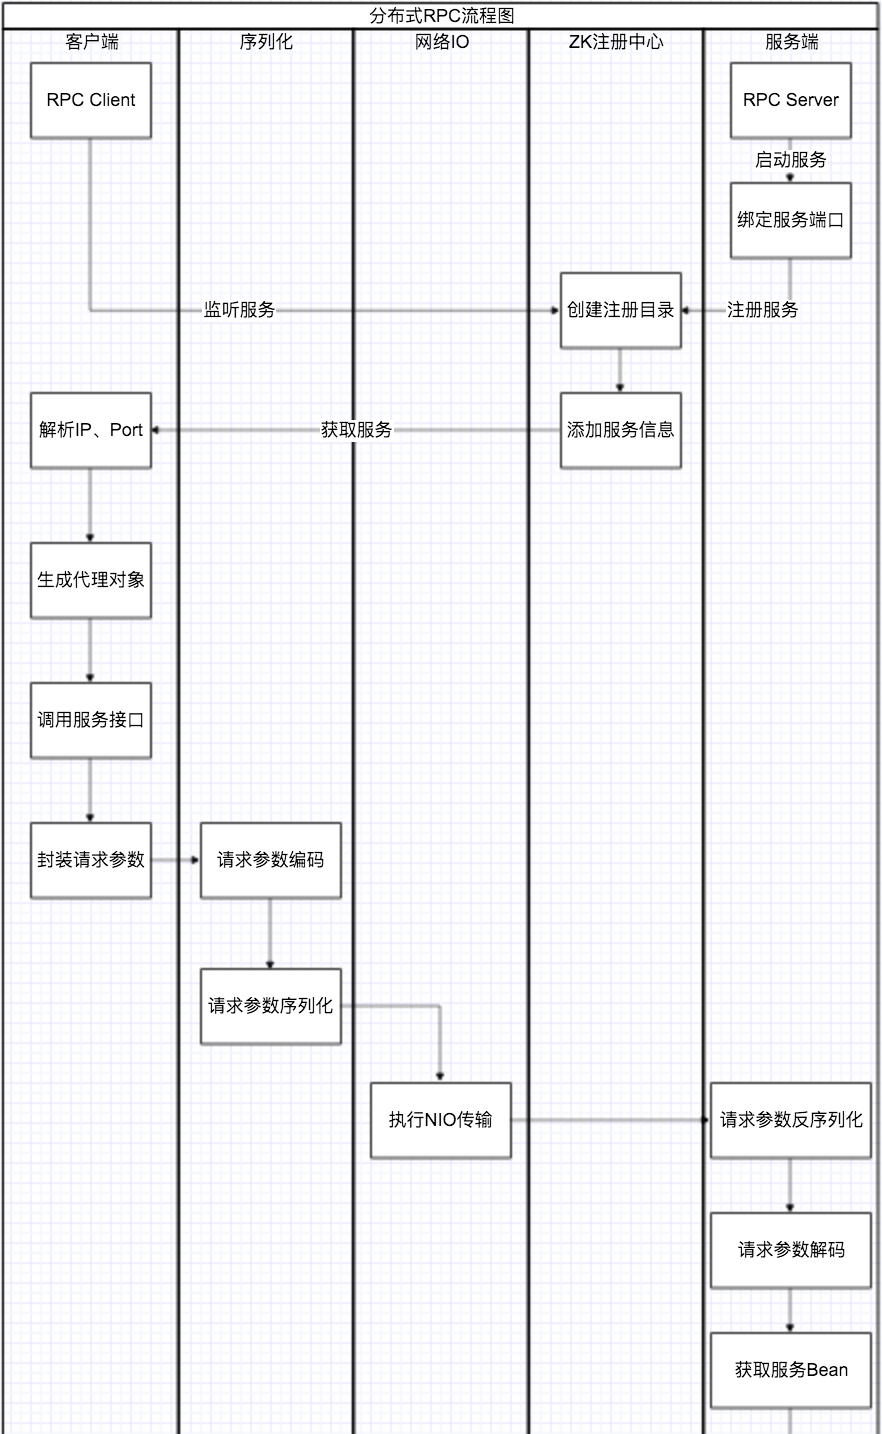 分布式RPC流程图
客户端 序列化 网络IO ZK注册中心 服务端
RPC Client RPC Server
启动服务
绑定服务端口
监听服务 创建注册目录 注册服务
解析IP、Port 获取服务 添加服务信息
生成代理对象
调用服务接口
封装请求参数 请求参数编码
请求参数序列化
执行NIO传输 请求参数反序列化
请求参数解码
获取服务Bean